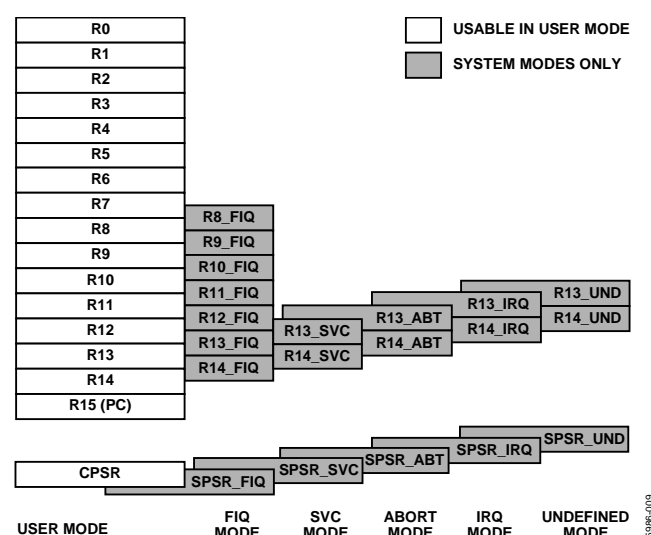 R0
R1
R2
R3
R4
R5
R6
R7
R8
R9
R10
R11
R12
R13
R14
R15 (PC)
USABLE IN USER MODE
SYSTEM MODES ONLY
R8_FIQ
R9_FIQ
R10_FIQ
R11_FIQ
R12_FIQ
R13_FIQ
R14_FIQ
R13_SVC
R14_SVC
R13_ABT
R14_ABT
R13_IRQ
R14_IRQ
R13_UND
R14_UND
CPSR
SPSR_FIQ
SPSR_SVC
SPSR_ABT
SPSR_IRQ
SPSR_UND
USER MODE
FIQ
MODE
SVC
MODE
ABORT
MODE
IRQ
MODE
UNDEFINED
MODE